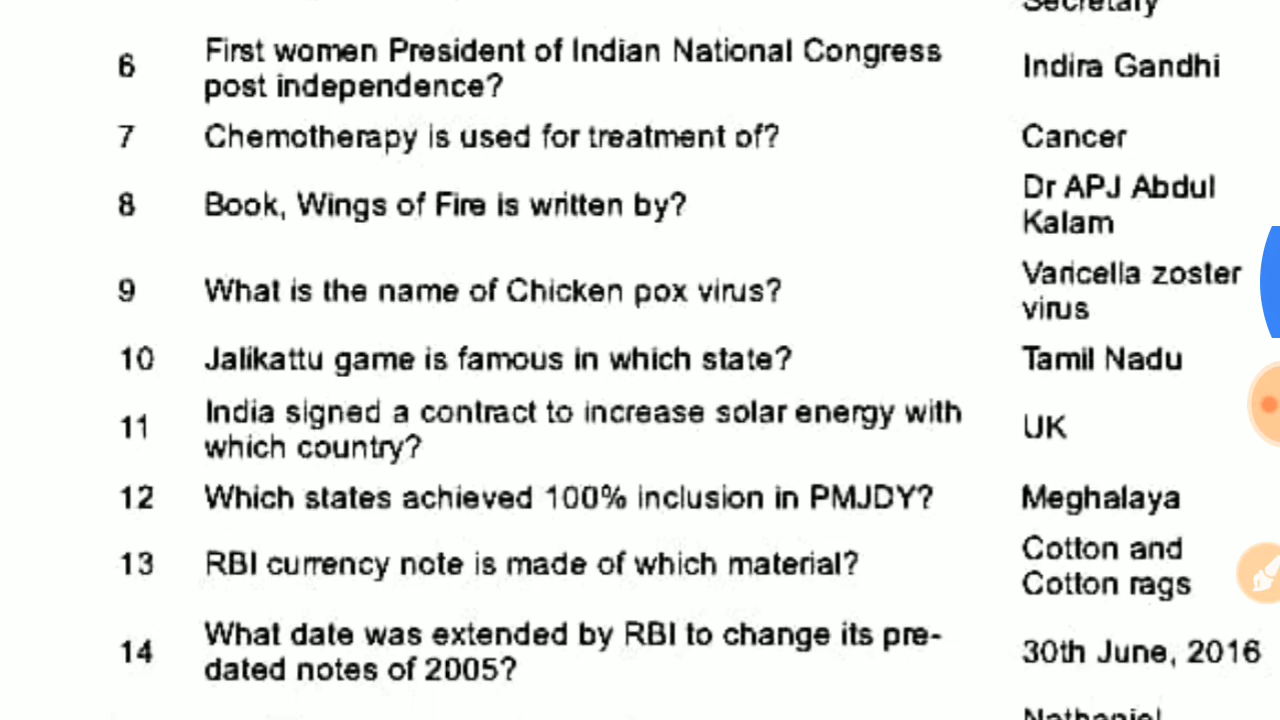 Secretary
6 First women President of Indian National Congress
post independence?
Indira Gandhi
7 Chemotherapy is used for treatment of? Cancer
8 Book, Wings of Fire is written by? Dr APJ Abdul
Kalam
9 What is the name of Chicken pox virus? Varicella zoster
virus
10 Jalikattu game is famous in which state? Tamil Nadu
11 India signed a contract to increase solar energy with
which country?
UK
12 Which states achieved 100% inclusion in PMJDY? Meghalaya
13 RBI currency note is made of which material? Cotton and
Cotton rags
14 What date was extended by RBI to change its pre-
dated notes of 2005?
30th June, 2016
Nathaniel